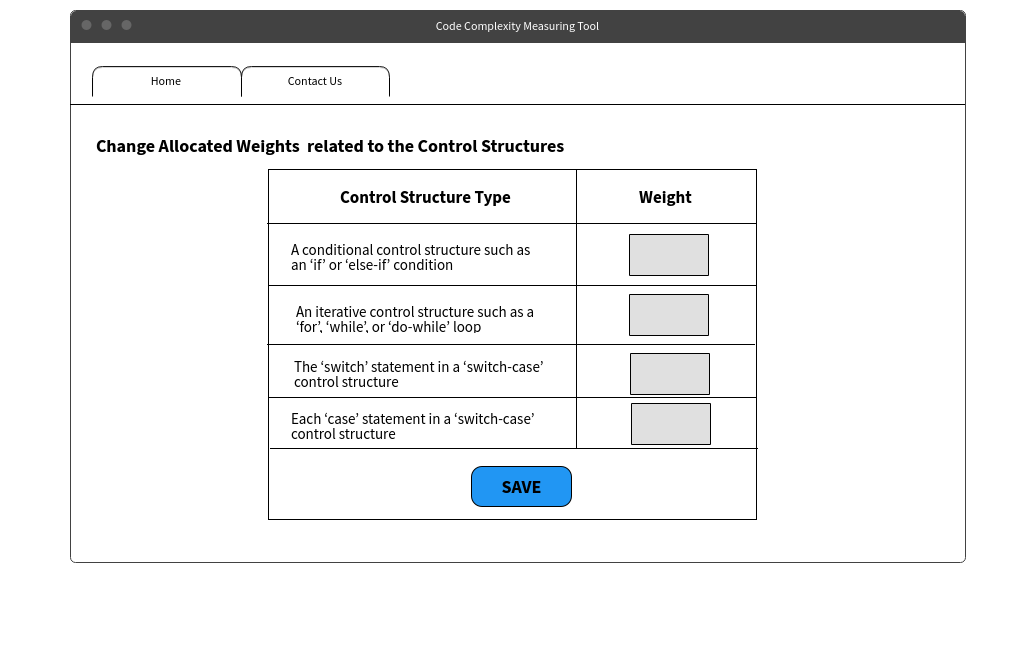 Code Complexity Measuring Tool
Home
Contact Us
Change Allocated Weights  related to the Control Structures
Control Structure Type
Weight
A conditional control structure such as
an ‘if’ or ‘else-if’ condition
An iterative control structure such as a
‘for’, ‘while’, or ‘do-while’ loop
The ‘switch’ statement in a ‘switch-case’
control structure
Each ‘case’ statement in a ‘switch-case’
control structure
SAVE